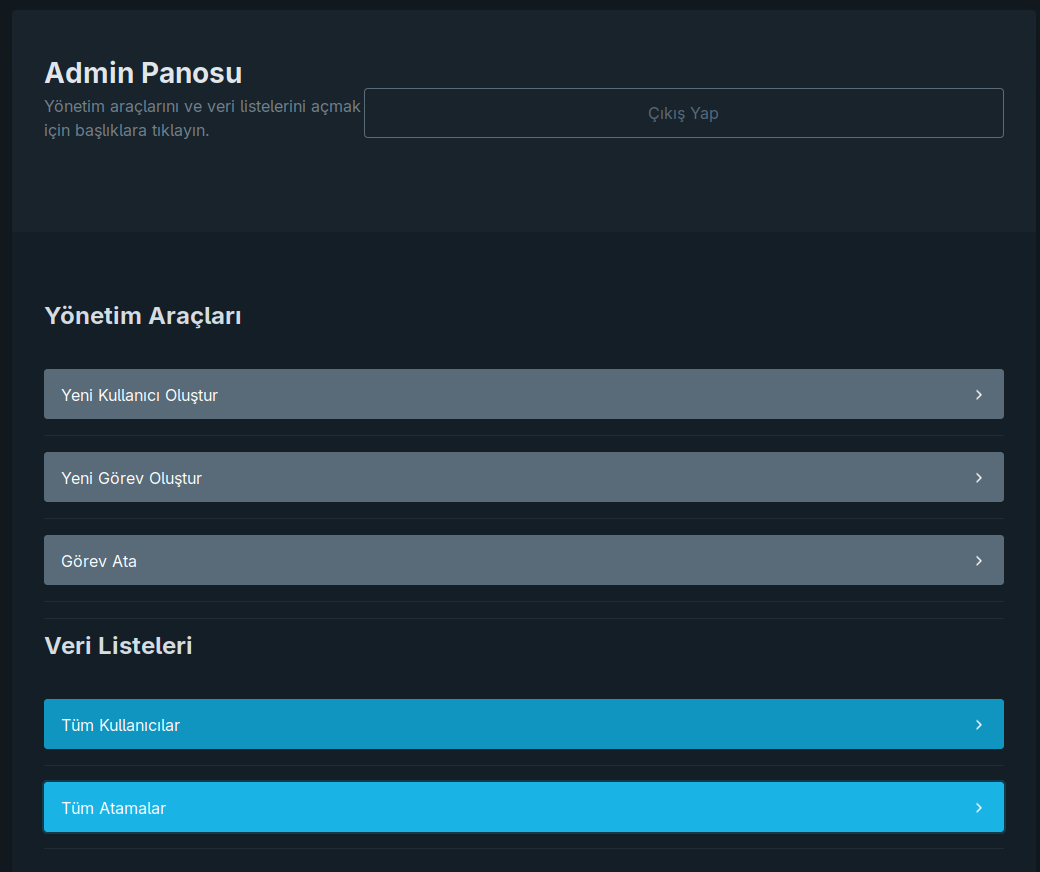 Admin Panosu
Yönetim araçlarını ve veri listelerini açmak
için başlıklara tıklayın.
Çıkış Yap
Yönetim Araçları
Yeni Kullanıcı Oluştur
Yeni Görev Oluştur
Görev Ata
Veri Listeleri
Tüm Kullanıcılar
Tüm Atamalar